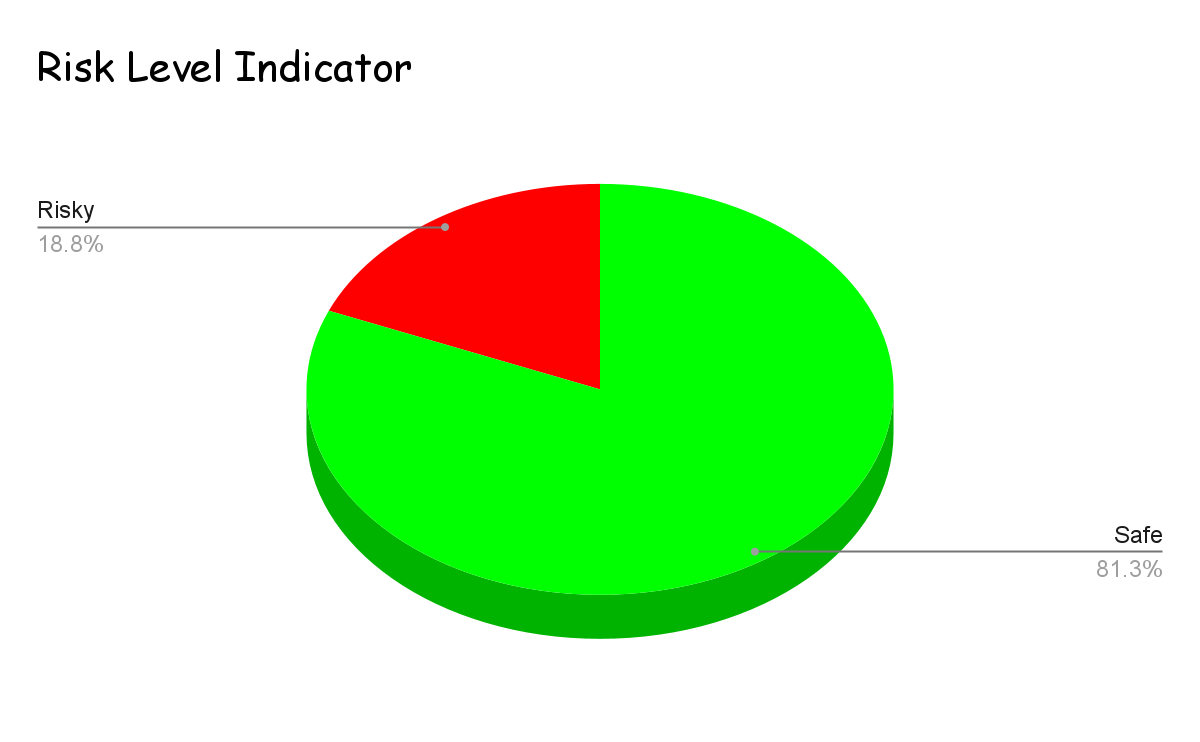 Risk Level Indicator
Risky
18.8%
Safe
81.3%